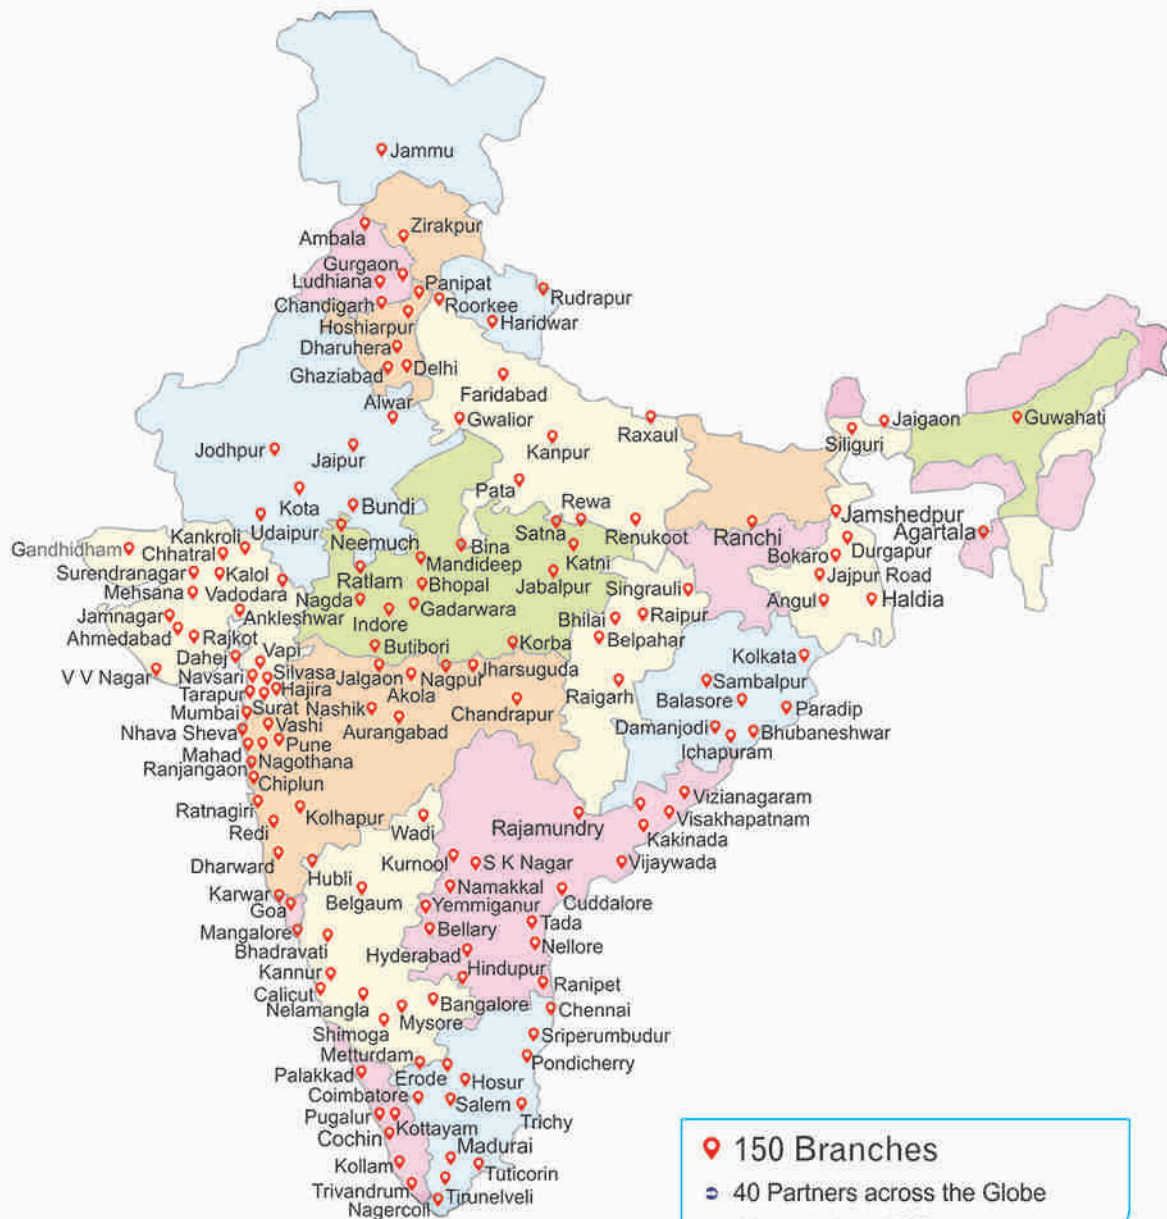 Jammu
Zirakpur
Ambala
Gurgaon
Ludhiana
Panipat
Chandigarh
Roorkee
Rudrapur
Hoshiarpur
Haridwar
Dharuhera
Ghaziabad
Delhi
Faridabad
Alwar
Gwalior
Raxaul
Jaigaon
Guwahati
Siliguri
Jodhpur
Jaipur
Kanpur
Pata
Rewa
Kota
Bundi
Jamshedpur
Udaipur
Satna
Renukoot
Ranchi
Agartala
Kankroli
Neemuch
Bina
Durgapur
Gandhidham
Chhatral
Mandideep
Katni
Bokaro
Surendranagar
Kalol
Ratlam
Bhopal
Jabalpur
Singrauli
Jajpur Road
Mehsana
Vadodara
Nagda
Gadarwara
Angul
Haldia
Jamnagar
Ankleshwar
Indore
Bhilai
Raipur
Ahmedabad
Rajkot
Butibori
Korba
Belpahar
Dahej
Vapi
Kolkata
V V Nagar
Navsari
Silvasa
Jalgaon
Nagpur
Jharsuguda
Sambalpur
Tarapur
Hajira
Akola
Raigarh
Balasore
Mumbai
Surat
Nashik
Chandrapur
Paradip
Nhava Sheva
Vashi
Aurangabad
Damanjodi
Bhubaneshwar
Mahad
Pune
Ichapuram
Ranjangaon
Nagothana
Chiplun
Ratnagiri
Kolhapur
Vizianagaram
Redi
Wadi
Rajamundry
Visakhapatnam
Kakinada
Dharward
Hubli
Kurnool
S K Nagar
Vijaywada
Karwar
Belgaum
Namakkal
Cuddalore
Goa
Yemmiganur
Mangalore
Bellary
Tada
Bhadravati
Hyderabad
Nellore
Kannur
Hindupur
Ranipet
Calicut
Nelamangla
Bangalore
Chennai
Shimoga
Mysore
Sriperumbudur
Metturdam
Pondicherry
Palakkad
Erode
Hosur
Coimbatore
Salem
Trichy
Pugalur
Kottayam
Cochin
Madurai
Kollam
Tuticorin
Trivandrum
Tirunelveli
Nagercoil
150 Branches
40 Partners across the Globe